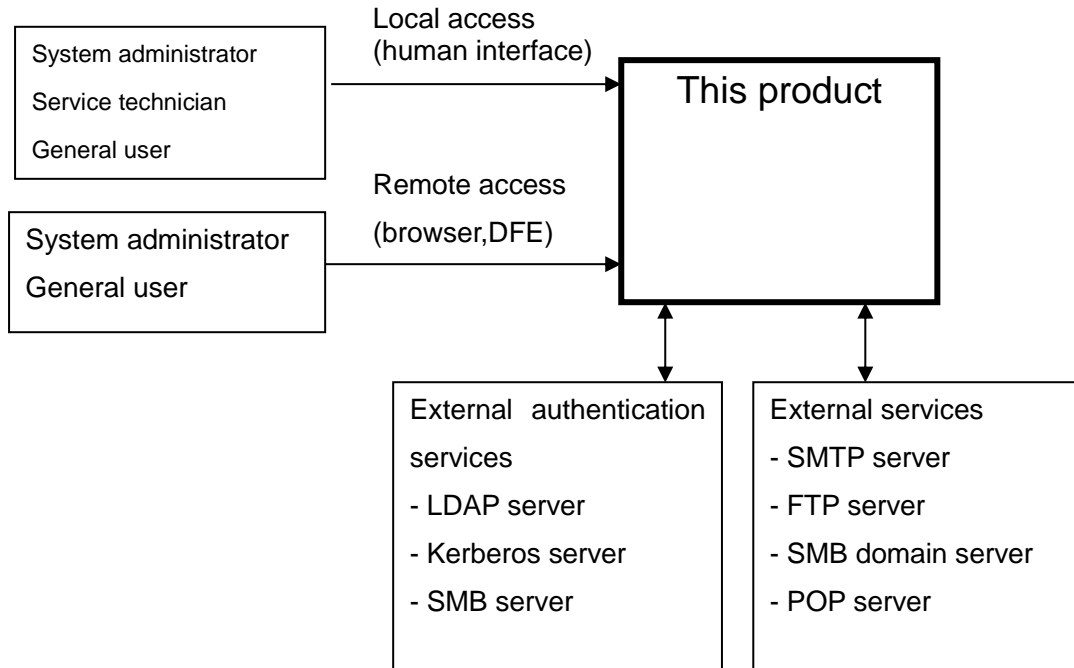 Local access
(human interface)
System administrator
Service technician
General user
This product
Remote access
(browser,DFE)
System administrator
General user
External authentication
services
- LDAP server
- Kerberos server
- SMB server
External services
- SMTP server
- FTP server
- SMB domain server
- POP server